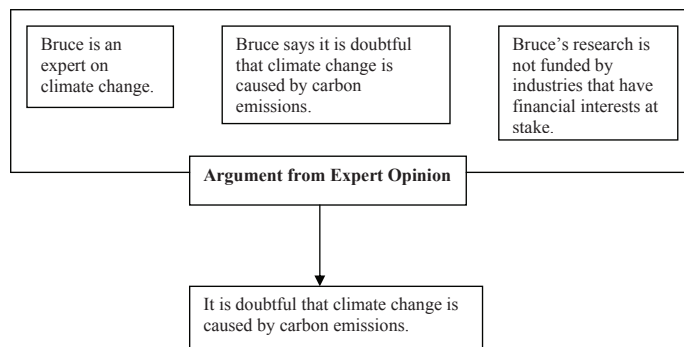 Bruce is an
expert on
climate change.
Bruce says it is doubtful
that climate change is
caused by carbon
emissions.
Bruce’s research is
not funded by
industries that have
financial interests at
stake.
Argument from Expert Opinion
It is doubtful that climate change is
caused by carbon emissions.